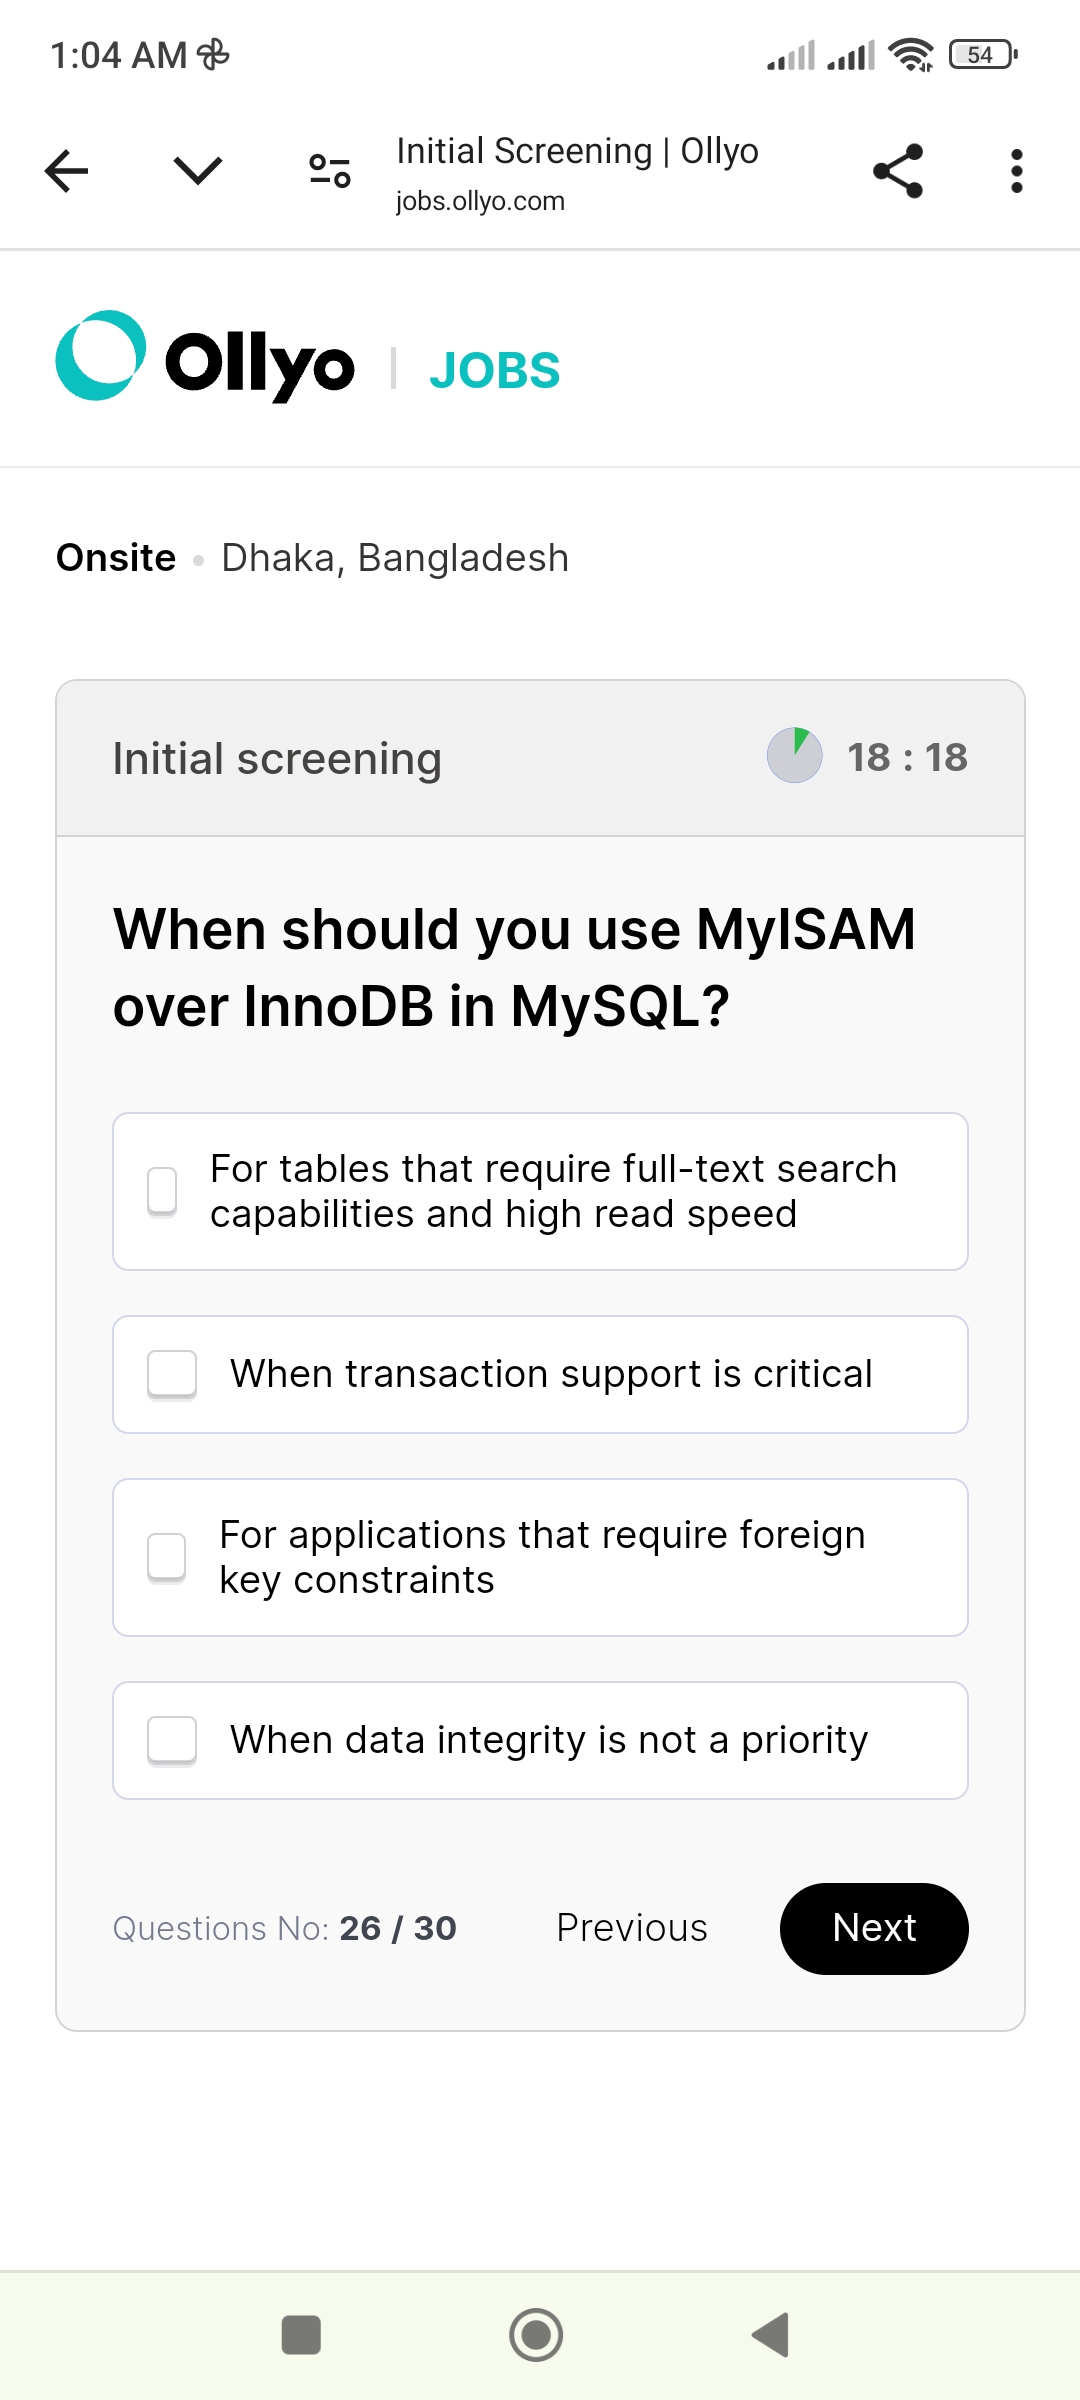 1:04 AM
54
Initial Screening | Ollyo
jobs.ollyo.com
Ollyo | JOBS
Onsite • Dhaka, Bangladesh
Initial screening
18 : 18
When should you use MyISAM
over InnoDB in MySQL?
For tables that require full-text search
capabilities and high read speed
When transaction support is critical
For applications that require foreign
key constraints
When data integrity is not a priority
Questions No: 26 / 30
Previous
Next